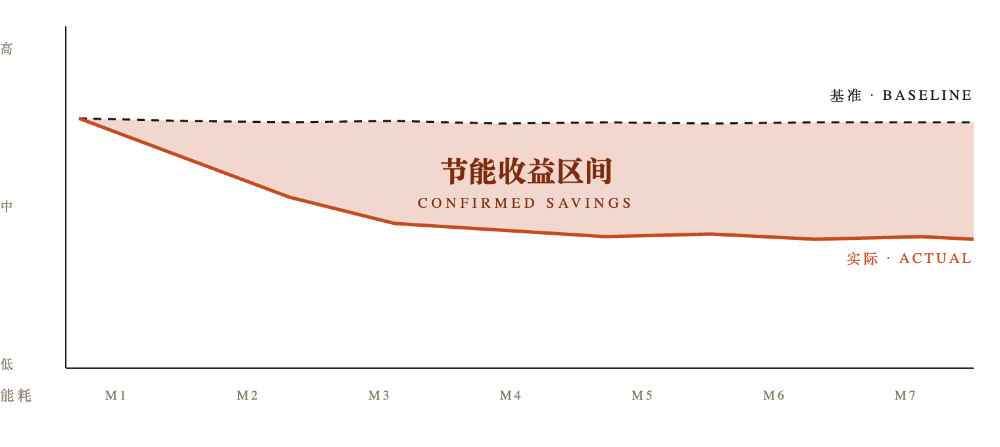 高
基准 · BASELINE
节能收益区间
CONFIRMED SAVINGS
中
实际 · ACTUAL
低
能耗 M1 M2 M3 M4 M5 M6 M7